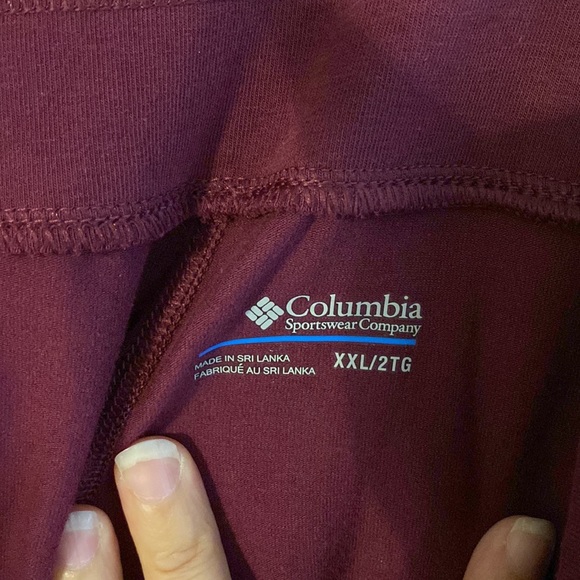 Columbia
Sportswear Company
MADE IN SRI LANKA
FABRIQUÉ AU SRI LANKA
XXL/2TG